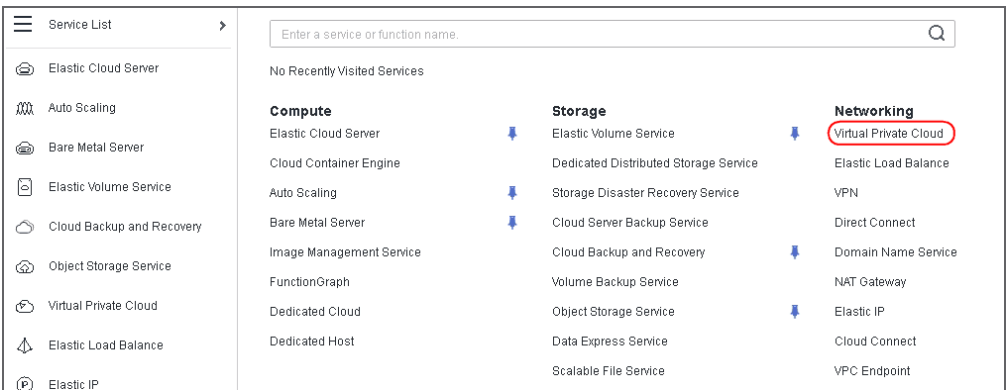 Service List
Elastic Cloud Server
Auto Scaling
Bare Metal Server
Elastic Volume Service
Cloud Backup and Recovery
Object Storage Service
Virtual Private Cloud
Elastic Load Balance
Elastic IP
Enter a service or function name.
No Recently Visited Services
Compute
Elastic Cloud Server
Cloud Container Engine
Auto Scaling
Bare Metal Server
Image Management Service
FunctionGraph
Dedicated Cloud
Dedicated Host
Storage
Elastic Volume Service
Dedicated Distributed Storage Service
Storage Disaster Recovery Service
Cloud Server Backup Service
Cloud Backup and Recovery
Volume Backup Service
Object Storage Service
Data Express Service
Scalable File Service
Networking
Virtual Private Cloud
Elastic Load Balance
VPN
Direct Connect
Domain Name Service
NAT Gateway
Elastic IP
Cloud Connect
VPC Endpoint